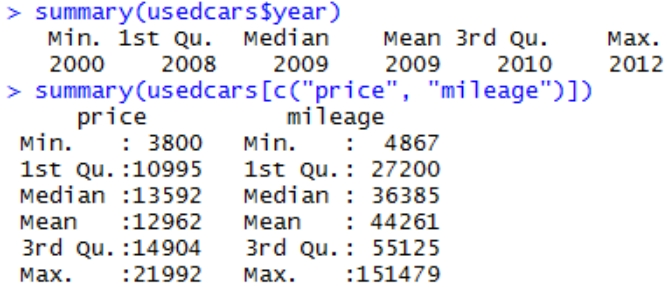 > summary(usedcars$year)
   Min. 1st Qu.  Median    Mean 3rd Qu.    Max.
   2000    2008    2009    2009    2010    2012
> summary(usedcars[c("price", "mileage")])
     price          mileage
 Min.   : 3800   Min.   :  4867
 1st Qu.:10995   1st Qu.: 27200
 Median :13592   Median : 36385
 Mean   :12962   Mean   : 44261
 3rd Qu.:14904   3rd Qu.: 55125
 Max.   :21992   Max.   :151479